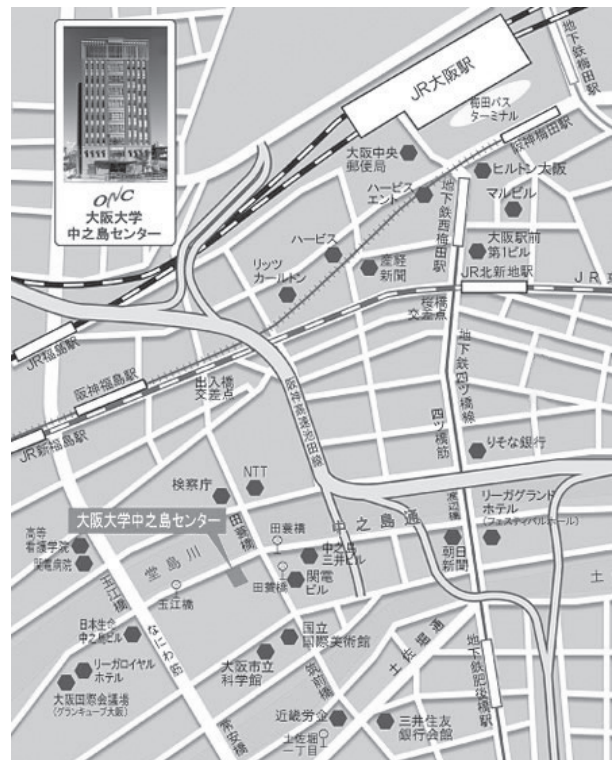 ONC
大阪大学
中之島センター
JR大阪駅
地下鉄梅田駅
梅田バス
ターミナル
阪神梅田駅
大阪中央
郵便局
ヒルトン大阪
ハービス
エント
マルビル
地下鉄西梅田駅
ハービス
大阪駅前
第1ビル
産経
新聞
リッツ
カールトン
JR北新地駅
JR東
桜橋
交差点
JR福島駅
阪神福島駅
出入橋
交差点
阪神高速池田線
地下鉄四ツ橋線
四ツ橋筋
JR新福島駅
りそな銀行
検察庁
NTT
大阪大学中之島センター
田蓑橋
田蓑橋
中之島通
渡辺橋
リーガグランド
ホテル
(フェスティバルホール)
高等
看護学院
関電病院
堂島川
中之島
三井ビル
朝日
新聞
田蓑橋
関電
ビル
土
玉江橋
玉江橋
日本生命
中之島ビル
なにわ筋
国立
国際美術館
土佐堀通
リーガロイヤル
ホテル
大阪市立
科学館
筑前橋
地下鉄肥後橋駅
大阪国際会議場
(グランキューブ大阪)
常安橋
近畿労金
三井住友
銀行会館
土佐堀
一丁目